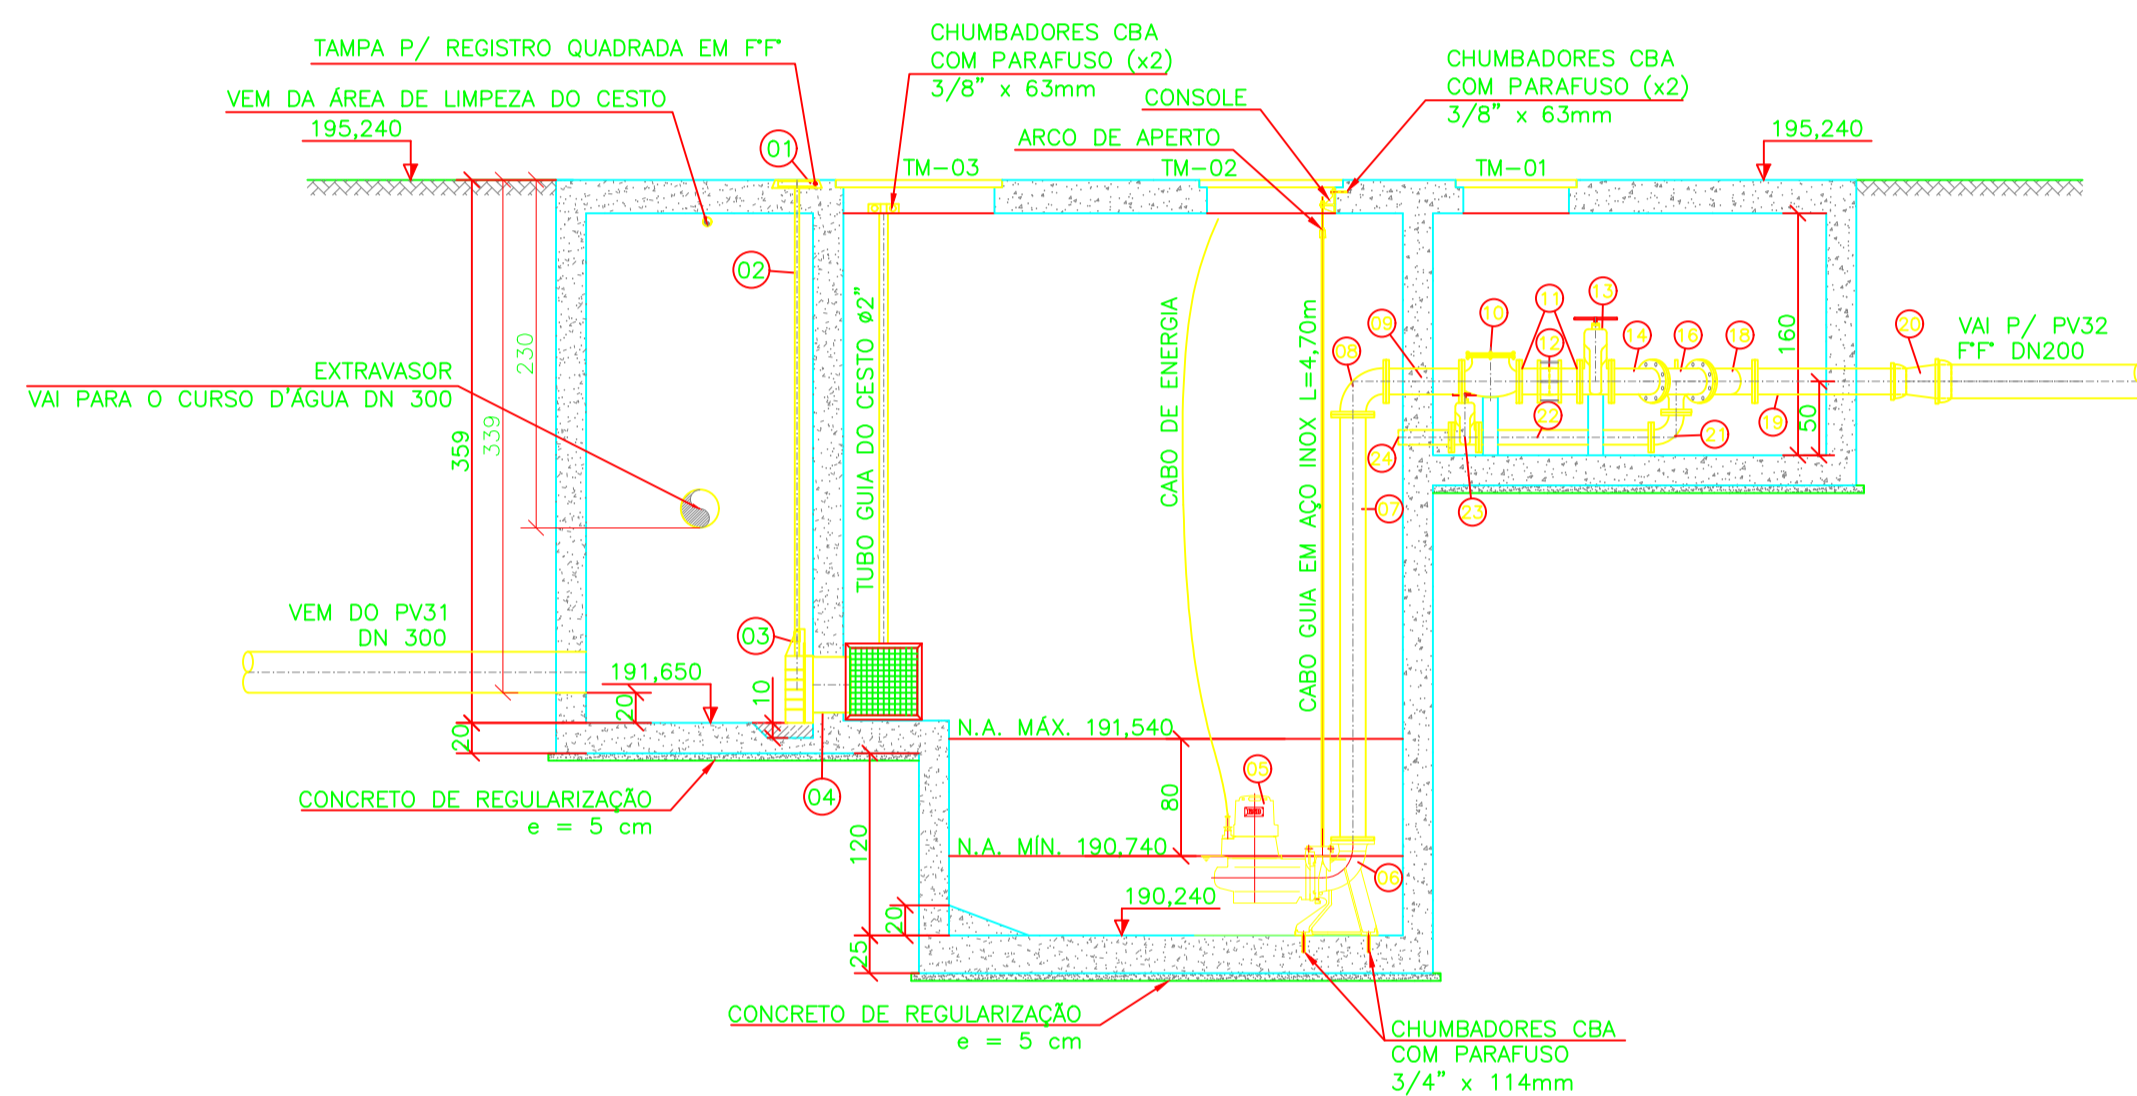 TAMPA P/ REGISTRO QUADRADA EM F°F°
CHUMBADORES CBA
COM PARAFUSO (x2)
3/8" x 63mm
CHUMBADORES CBA
COM PARAFUSO (x2)
3/8" x 63mm
VEM DA ÁREA DE LIMPEZA DO CESTO
CONSOLE
195,240
ARCO DE APERTO
195,240
01
TM-03
TM-02
TM-01
02
TUBO GUIA DO CESTO ø2"
CABO DE ENERGIA
CABO GUIA EM AÇO INOX L=4,70m
08
09
10
11
12
13
14
16
18
20
160
VAI P/ PV32
F°F° DN200
EXTRAVASOR
VAI PARA O CURSO D'ÁGUA DN 300
230
339
359
24
22
21
19
50
07
23
VEM DO PV31
DN 300
03
191,650
20
10
20
N.A. MÁX. 191,540
05
04
80
CONCRETO DE REGULARIZAÇÃO
e = 5 cm
120
N.A. MÍN. 190,740
06
190,240
20
25
CONCRETO DE REGULARIZAÇÃO
e = 5 cm
CHUMBADORES CBA
COM PARAFUSO
3/4" x 114mm